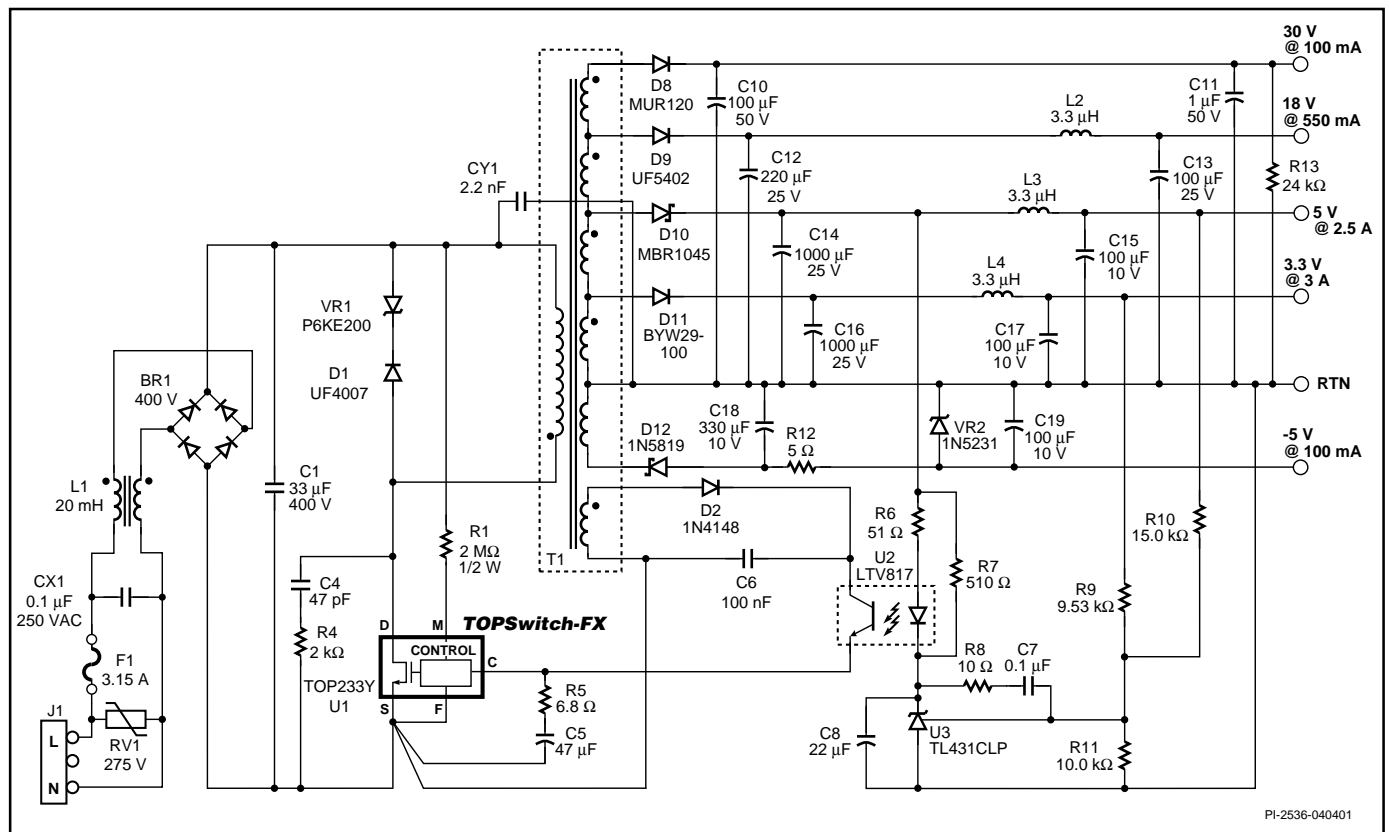 30 V
@ 100 mA
D8
MUR120
C10
100 µF
50 V
C11
1 µF
50 V
L2
3.3 µH
18 V
@ 550 mA
D9
UF5402
CY1
2.2 nF
C12
220 µF
25 V
C13
100 µF
25 V
R13
24 kΩ
L3
3.3 µH
5 V
@ 2.5 A
D10
MBR1045
C14
1000 µF
25 V
C15
100 µF
10 V
L4
3.3 µH
3.3 V
@ 3 A
VR1
P6KE200
D11
BYW29-
100
C16
1000 µF
25 V
C17
100 µF
10 V
BR1
400 V
D1
UF4007
RTN
C18
330 µF
10 V
D12
1N5819
R12
5 Ω
VR2
1N5231
C19
100 µF
10 V
-5 V
@ 100 mA
L1
20 mH
C1
33 µF
400 V
D2
1N4148
R1
2 MΩ
1/2 W
T1
R6
51 Ω
R10
15.0 kΩ
U2
LTV817
R7
510 Ω
C6
100 nF
CX1
0.1 µF
250 VAC
C4
47 pF
R9
9.53 kΩ
R4
2 kΩ
D M TOPSwitch-FX
CONTROL
C
TOP233Y
U1
S F
F1
3.15 A
R8
10 Ω
C7
0.1 µF
R5
6.8 Ω
C5
47 µF
J1
L
N
RV1
275 V
C8
22 µF
U3
TL431CLP
R11
10.0 kΩ
PI-2536-040401